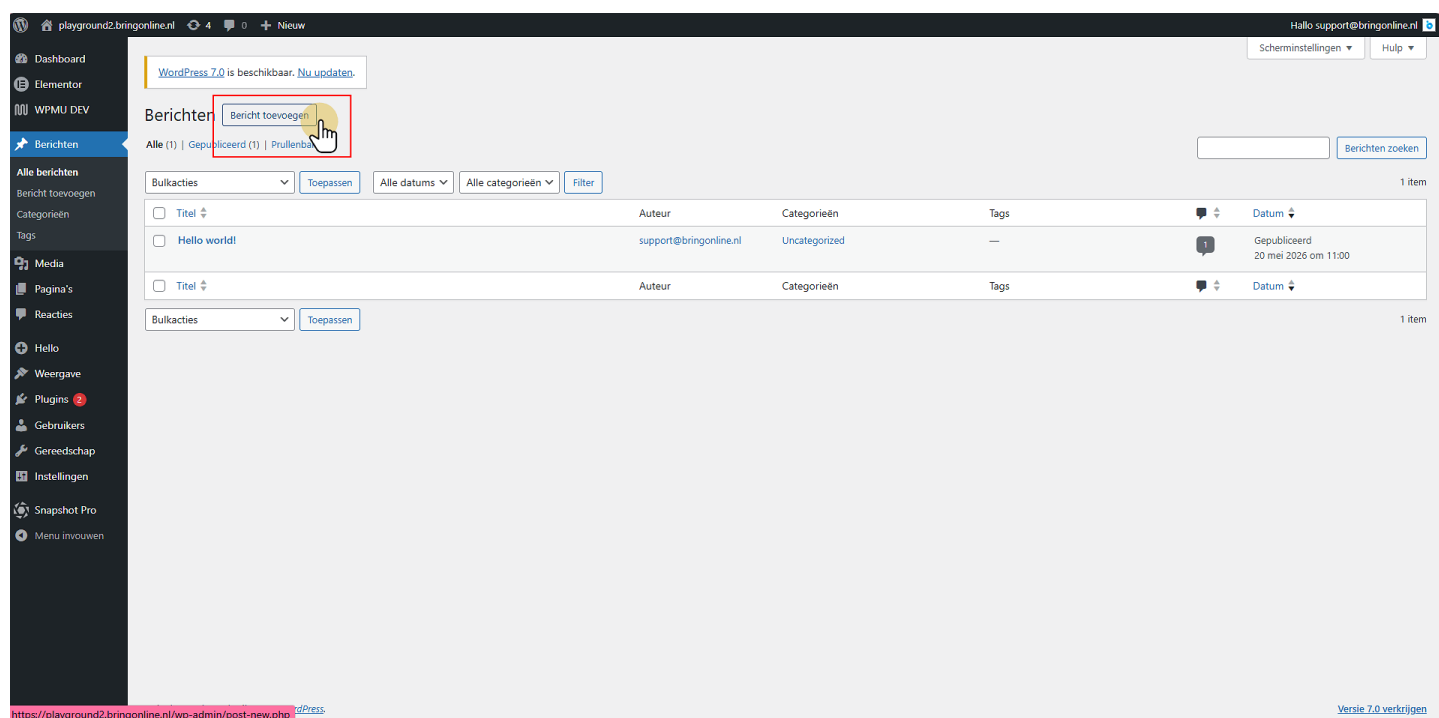 playground2.bringonline.nl 4 0 Nieuw Hallo support@bringonline.nl
Scherminstellingen Hulp
Dashboard
Elementor
WPMU DEV
Berichten
Alle berichten
Bericht toevoegen
Categorieën
Tags
Media
Pagina's
Reacties
Hello
Weergave
Plugins 2
Gebruikers
Gereedschap
Instellingen
Snapshot Pro
Menu invouwen
WordPress 7.0 is beschikbaar. Nu updaten.
Berichten Bericht toevoegen
Alle (1) | Gepubliceerd (1) | Berichten zoeken
Bulkacties Toepassen Alle datums Alle categorieën Filter 1 item
Titel Auteur Categorieën Tags Datum
Hello world! support@bringonline.nl Uncategorized — 1 Gepubliceerd
20 mei 2026 om 11:00
Titel Auteur Categorieën Tags Datum
Bulkacties Toepassen 1 item
https://playground2.bringonline.nl/wp-admin/post-new.php Versie 7.0 verkrijgen